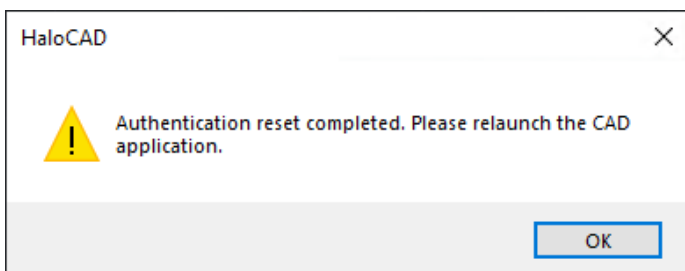 HaloCAD
Authentication reset completed. Please relaunch the CAD
application.
OK